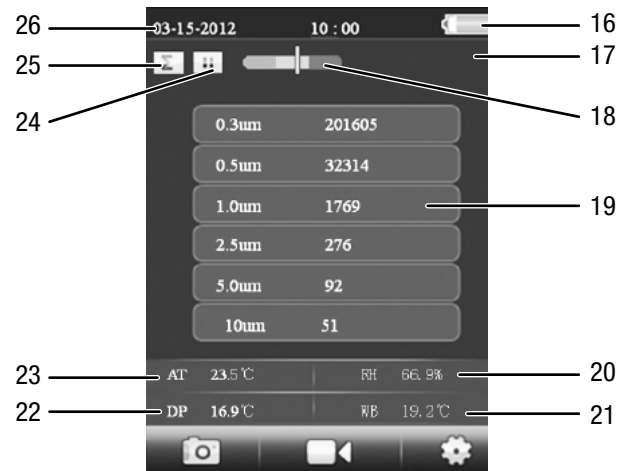 26 03-15-2012 10 : 00 16
25 Σ 17
24 18
0.3um 201605
0.5um 32314
1.0um 1769 19
2.5um 276
5.0um 92
10um 51
23 AT 23.5℃ RH 66.9% 20
22 DP 16.9℃ WB 19.2℃ 21